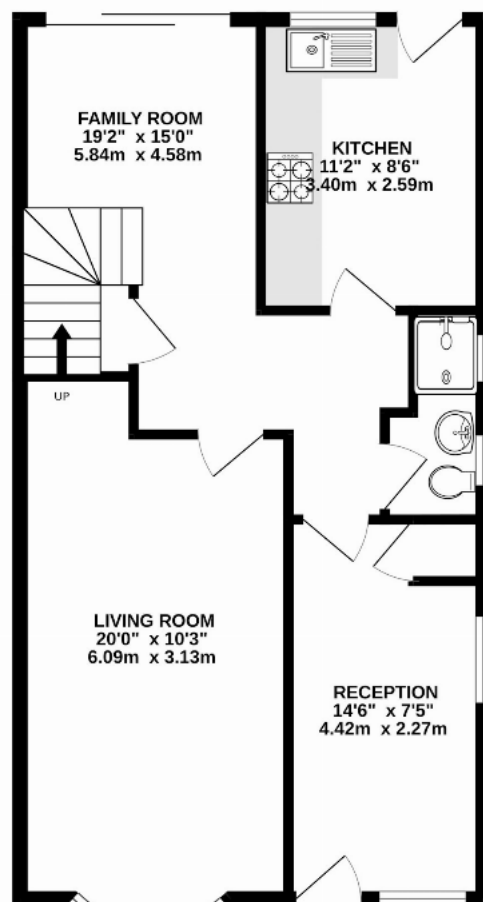 FAMILY ROOM
19'2" x 15'0"
5.84m x 4.58m
KITCHEN
11'2" x 8'6"
3.40m x 2.59m
UP
LIVING ROOM
20'0" x 10'3"
6.09m x 3.13m
RECEPTION
14'6" x 7'5"
4.42m x 2.27m